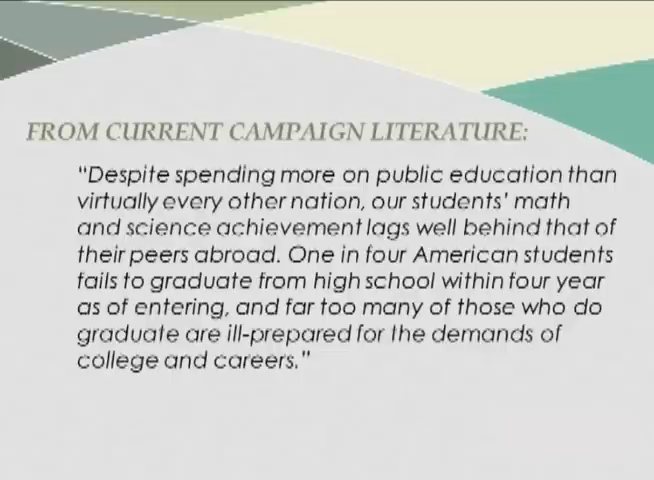 FROM CURRENT CAMPAIGN LITERATURE:
“Despite spending more on public education than
virtually every other nation, our students’ math
and science achievement lags well behind that of
their peers abroad. One in four American students
fails to graduate from high school within four year
as of entering, and far too many of those who do
graduate are ill-prepared for the demands of
college and careers.”